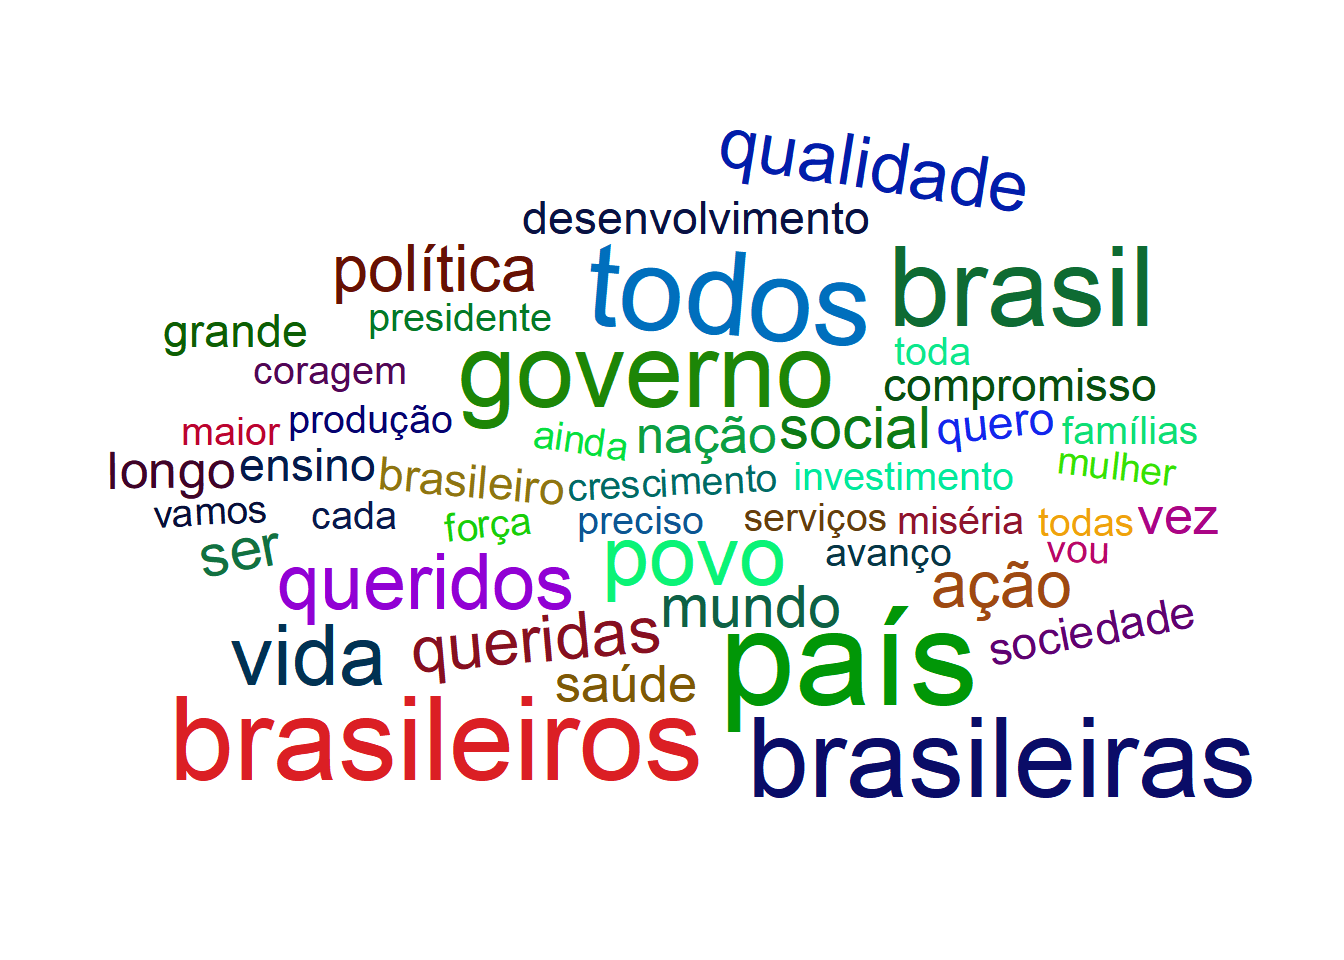 qualidade
desenvolvimento
política
todos
brasil
presidente
grande
governo
toda
coragem
compromisso
maior
produção
ainda
nação
social
quero
famílias
longo
ensino
brasileiro
crescimento
investimento
mulher
vamos
cada
força
preciso
serviços
miséria
todas
vez
ser
povo
avanço
vou
queridos
mundo
ação
vida
queridas
país
sociedade
saúde
brasileiros
brasileiras